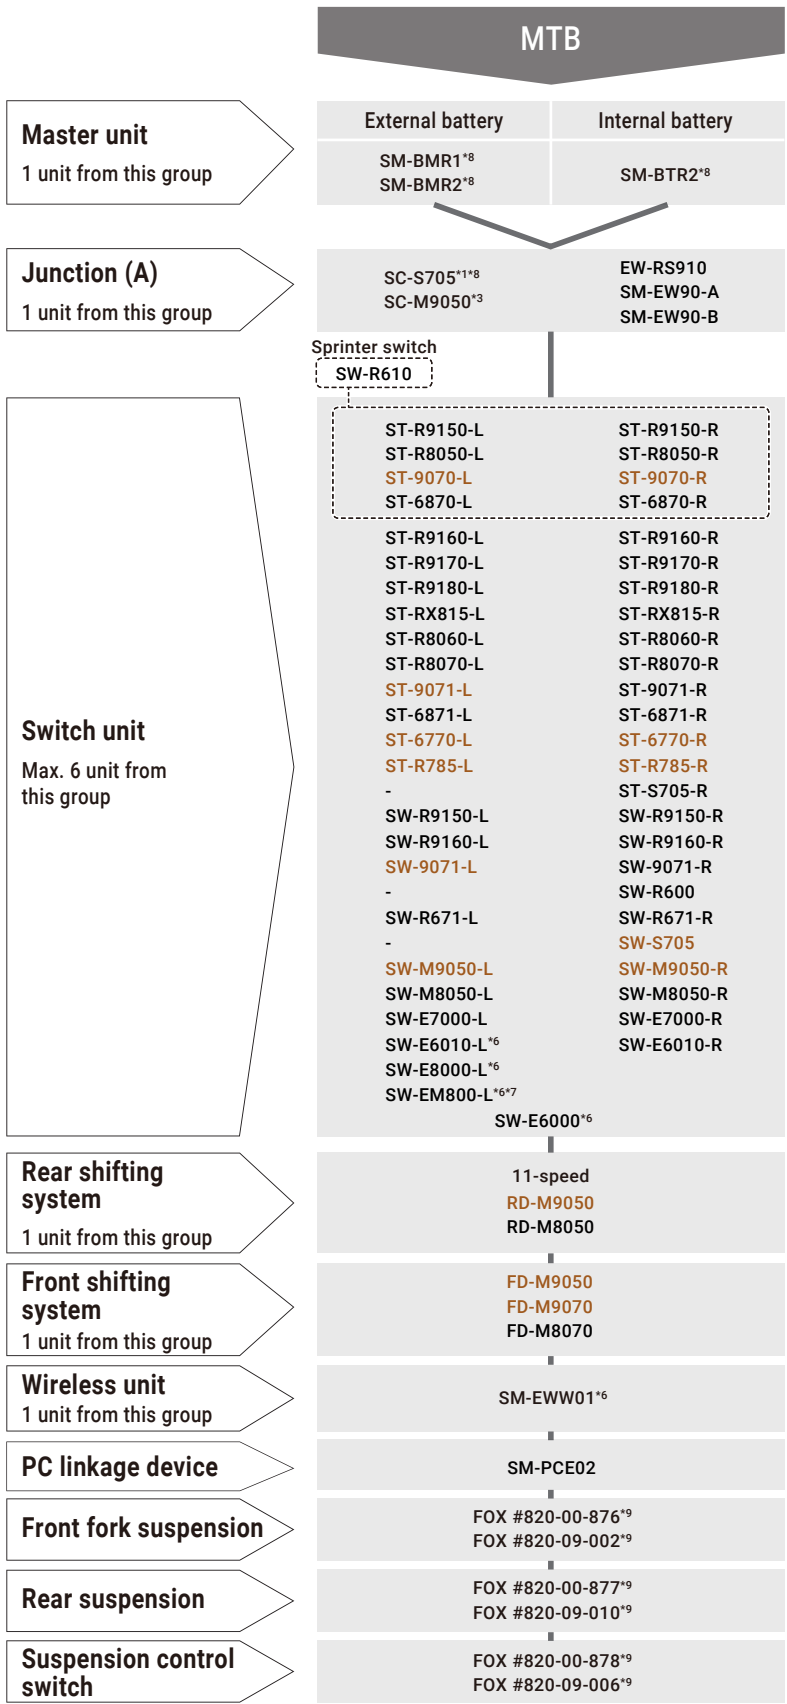 MTB
Master unit
1 unit from this group
External battery Internal battery
SM-BMR1*8
SM-BMR2*8
SM-BTR2*8
Junction (A)
1 unit from this group
SC-S705*1*8
SC-M9050*3
EW-RS910
SM-EW90-A
SM-EW90-B
Sprinter switch
SW-R610
Switch unit
Max. 6 unit from
this group
ST-R9150-L ST-R9150-R
ST-R8050-L ST-R8050-R
ST-9070-L ST-9070-R
ST-6870-L ST-6870-R
ST-R9160-L ST-R9160-R
ST-R9170-L ST-R9170-R
ST-R9180-L ST-R9180-R
ST-RX815-L ST-RX815-R
ST-R8060-L ST-R8060-R
ST-R8070-L ST-R8070-R
ST-9071-L ST-9071-R
ST-6871-L ST-6871-R
ST-6770-L ST-6770-R
ST-R785-L ST-R785-R
- ST-S705-R
SW-R9150-L SW-R9150-R
SW-R9160-L SW-R9160-R
SW-9071-L SW-9071-R
- SW-R600
SW-R671-L SW-R671-R
- SW-S705
SW-M9050-L SW-M9050-R
SW-M8050-L SW-M8050-R
SW-E7000-L SW-E7000-R
SW-E6010-L*6 SW-E6010-R
SW-E8000-L*6
SW-EM800-L*6*7
SW-E6000*6
Rear shifting
system
1 unit from this group
11-speed
RD-M9050
RD-M8050
Front shifting
system
1 unit from this group
FD-M9050
FD-M9070
FD-M8070
Wireless unit
1 unit from this group
SM-EWW01*6
PC linkage device
SM-PCE02
Front fork suspension
FOX #820-00-876*9
FOX #820-09-002*9
Rear suspension
FOX #820-00-877*9
FOX #820-09-010*9
Suspension control
switch
FOX #820-00-878*9
FOX #820-09-006*9